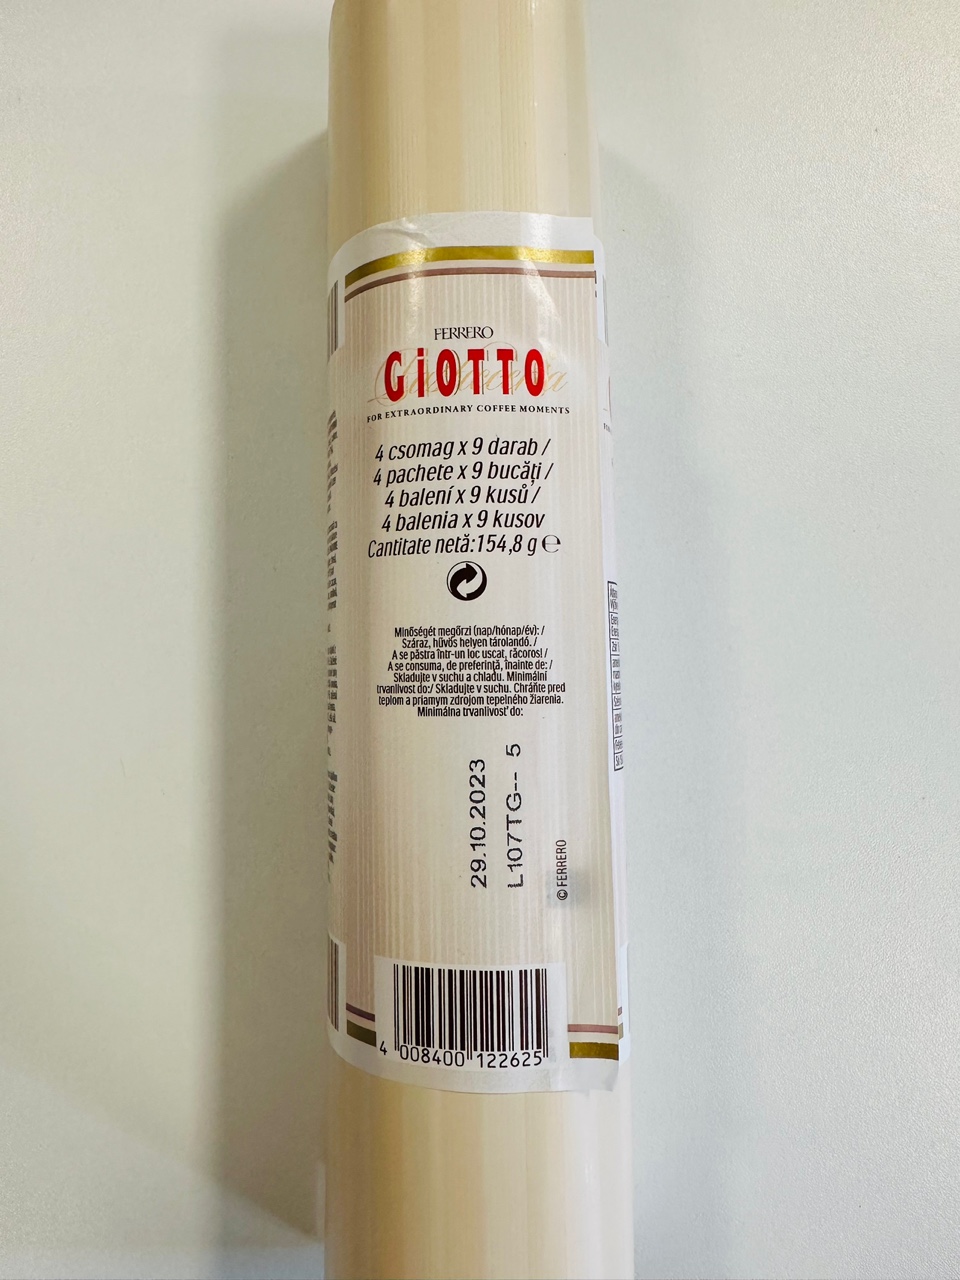 FERRERO
GiOTTO
FOR EXTRAORDINARY COFFEE MOMENTS
4 csomag x 9 darab /
4 pachete x 9 bucăți /
4 balení x 9 kusů /
4 balenia x 9 kusov
Cantitate netă:154,8 g ℮
Minőségét megőrzi (nap/hónap/év): /
Száraz, hűvös helyen tárolandó. /
A se păstra într-un loc uscat, răcoros! /
A se consuma, de preferință, înainte de: /
Skladujte v suchu a chladu. Minimální
trvanlivost do:/ Skladujte v suchu. Chráňte pred
teplom a priamym zdrojom tepelného žiarenia.
Minimálna trvanlivosť do:
29.10.2023
L107TG-- 5
© FERRERO
4 008400 122625